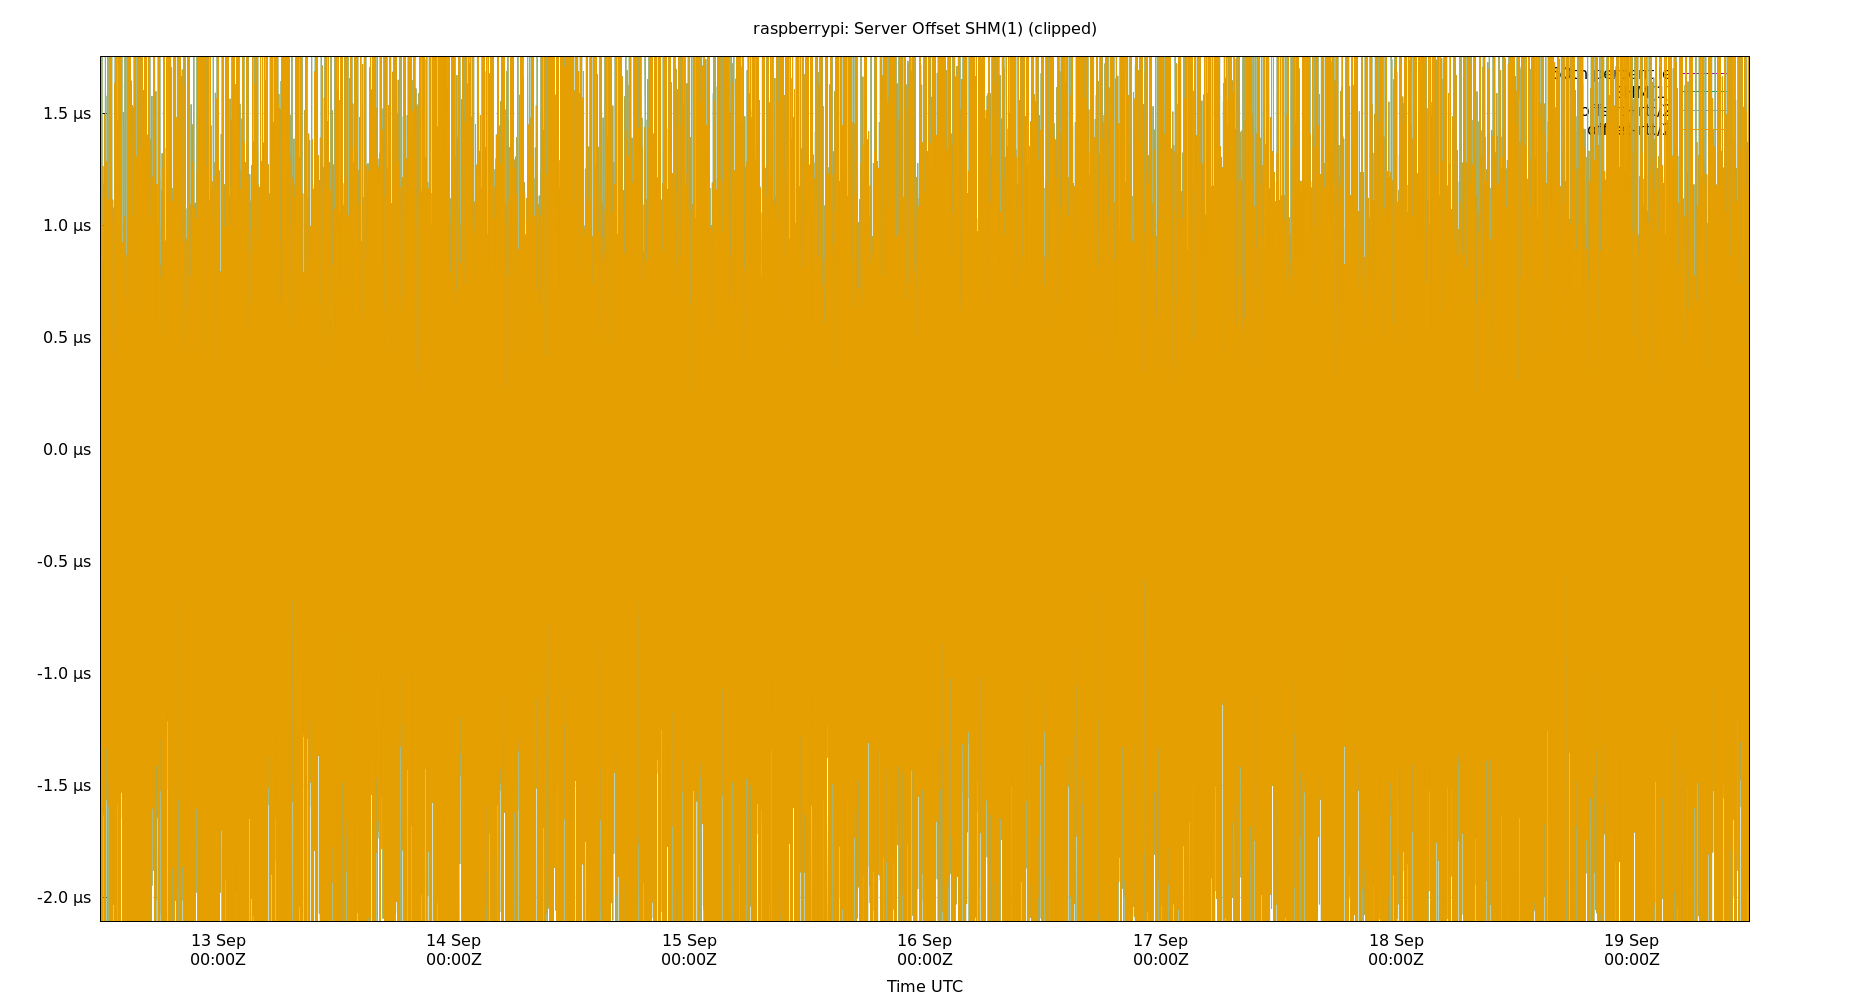 raspberrypi: Server Offset SHM(1) (clipped)
1.5 µs
1.0 µs
0.5 µs
0.0 µs
-0.5 µs
-1.0 µs
-1.5 µs
-2.0 µs
13 Sep 14 Sep 15 Sep 16 Sep 17 Sep 18 Sep 19 Sep
00:00Z 00:00Z 00:00Z 00:00Z 00:00Z 00:00Z 00:00Z
Time UTC